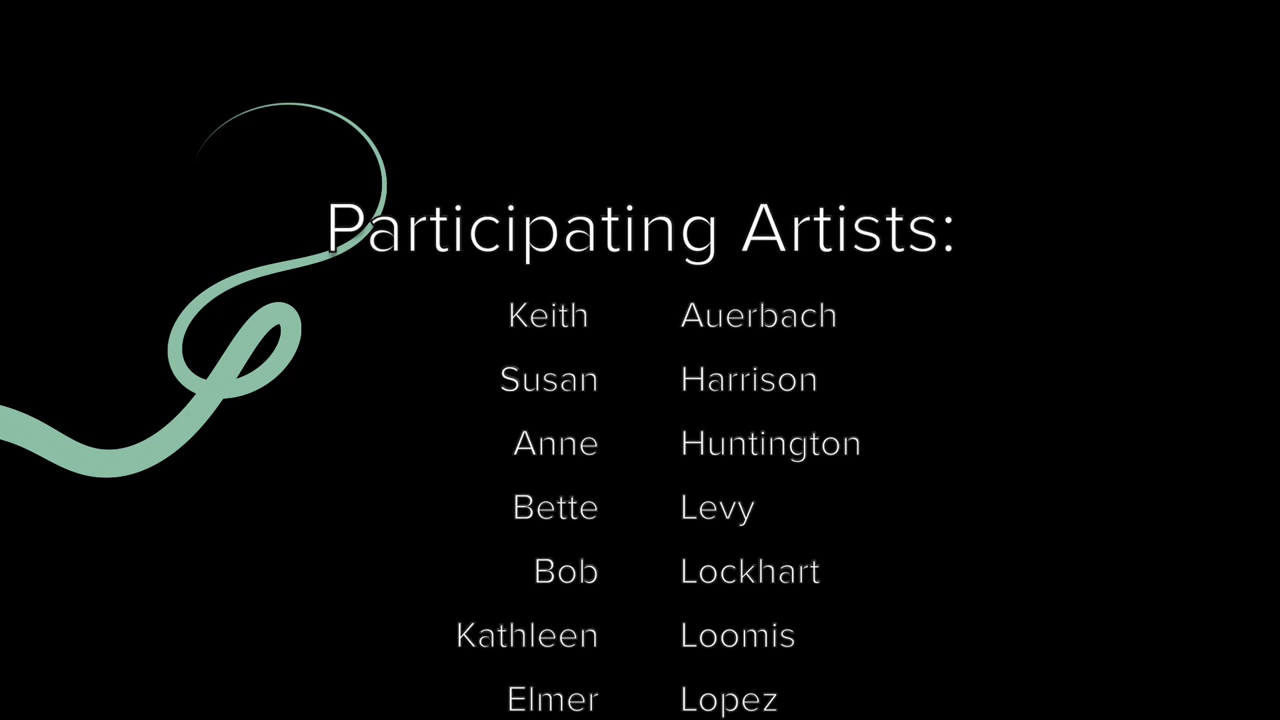 Participating Artists:
Keith Auerbach
Susan Harrison
Anne Huntington
Bette Levy
Bob Lockhart
Kathleen Loomis
Elmer Lopez